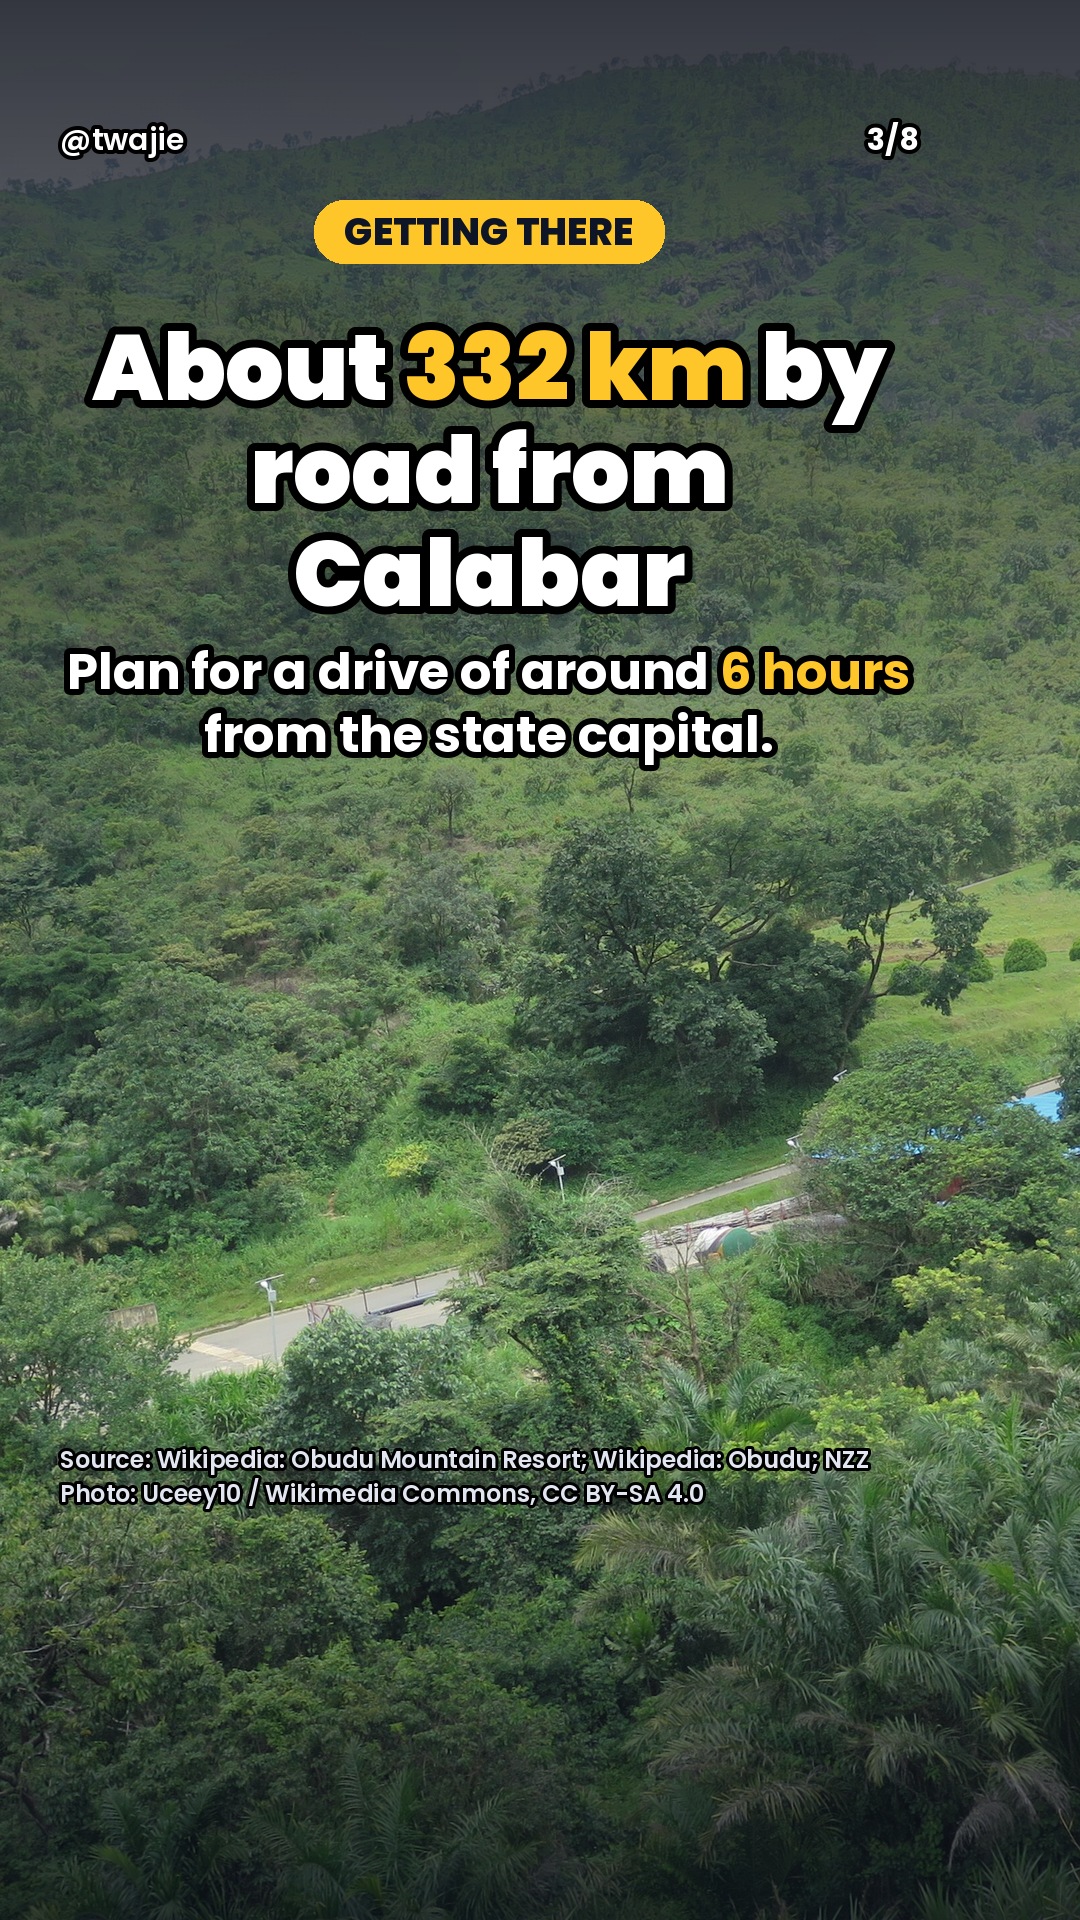 @twajie
3/8
GETTING THERE
About 332 km by
road from
Calabar
Plan for a drive of around 6 hours
from the state capital.
Source: Wikipedia: Obudu Mountain Resort; Wikipedia: Obudu; NZZ
Photo: Uceey10 / Wikimedia Commons, CC BY-SA 4.0